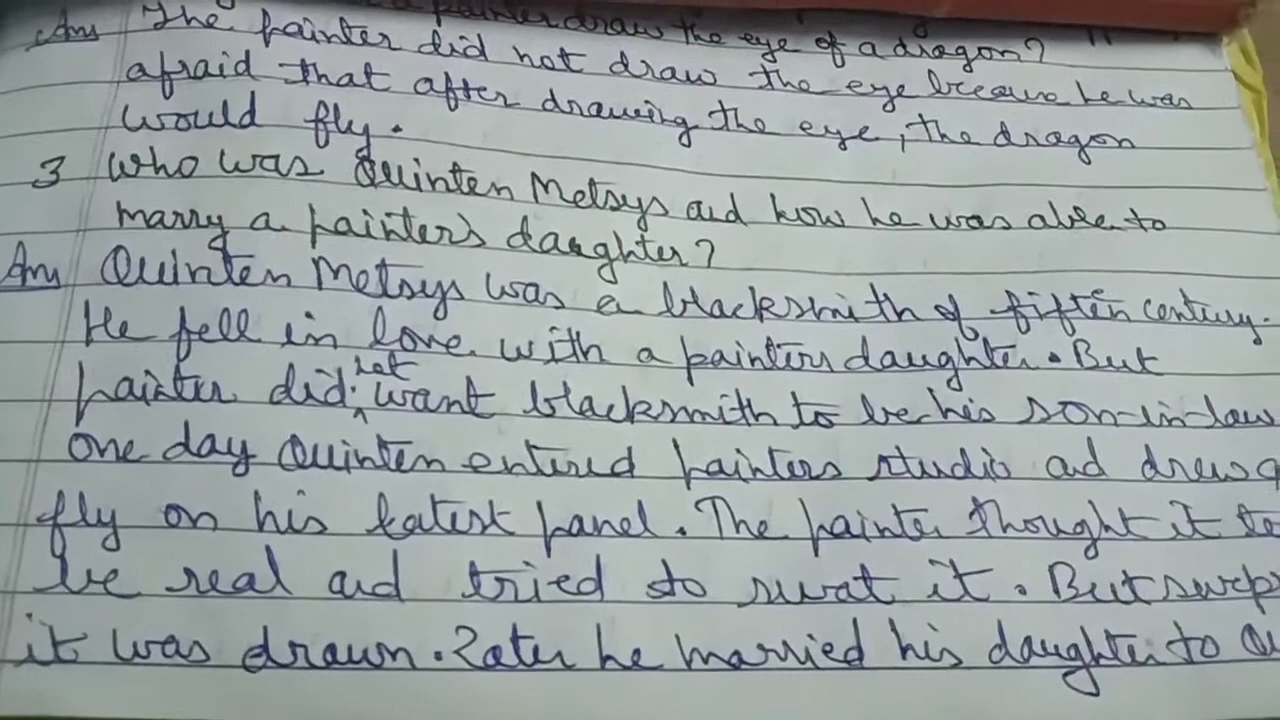 a painter draw the eye of a dragon?
Ans The painter did not draw the eye because he was
afraid that after drawing the eye, the dragon
would fly.
3 Who was Quinten Metsys and how he was able to
marry a painter's daughter?
Ans Quinten Metsys was a blacksmith of fifteen century.
He fell in love with a painters daughter. But
painter did not want blacksmith to be his son-in-law
One day Quinten entered painters studio and drew a
fly on his latest panel. The painter thought it to
be real and tried to swat it. But
it was drawn. Later he married his daughter to